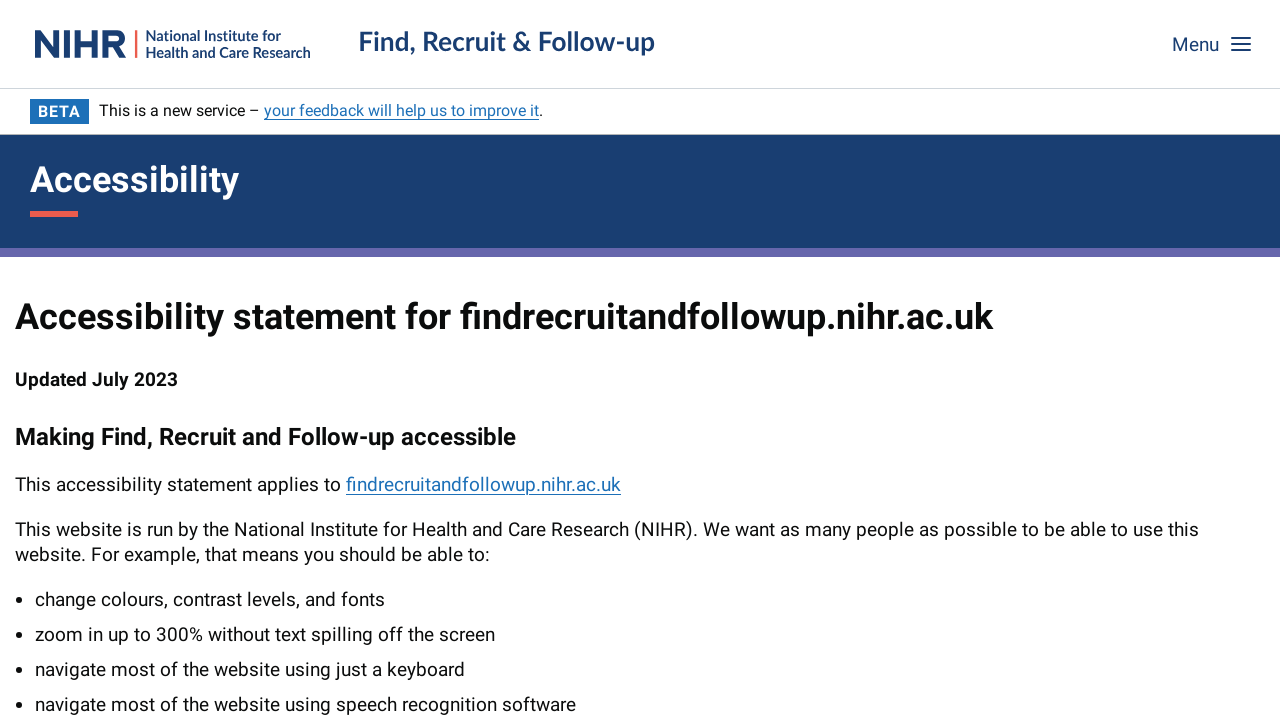 NIHR | National Institute for
Health and Care Research
Find, Recruit & Follow-up
Menu
BETA This is a new service – your feedback will help us to improve it.
Accessibility
Accessibility statement for findrecruitandfollowup.nihr.ac.uk
Updated July 2023
Making Find, Recruit and Follow-up accessible
This accessibility statement applies to findrecruitandfollowup.nihr.ac.uk
This website is run by the National Institute for Health and Care Research (NIHR). We want as many people as possible to be able to use this
website. For example, that means you should be able to:
• change colours, contrast levels, and fonts
• zoom in up to 300% without text spilling off the screen
• navigate most of the website using just a keyboard
• navigate most of the website using speech recognition software